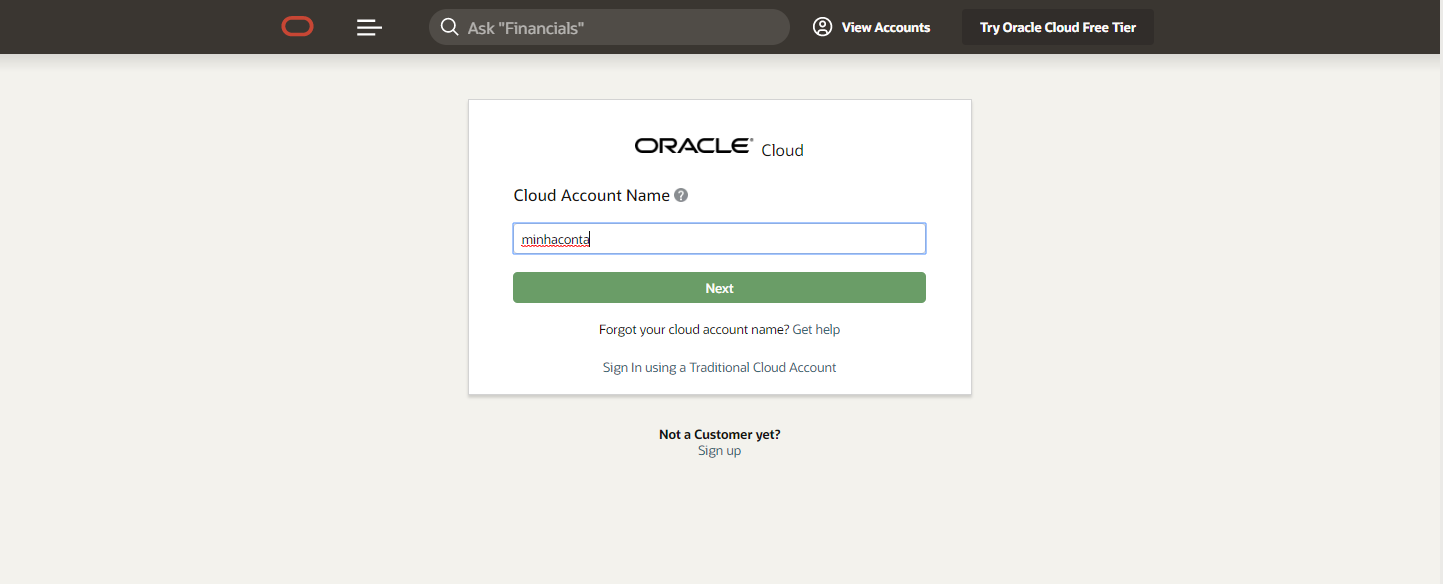 Ask "Financials"
View Accounts
Try Oracle Cloud Free Tier
ORACLE® Cloud
Cloud Account Name ?
minhaconta
Next
Forgot your cloud account name? Get help
Sign In using a Traditional Cloud Account
Not a Customer yet?
Sign up